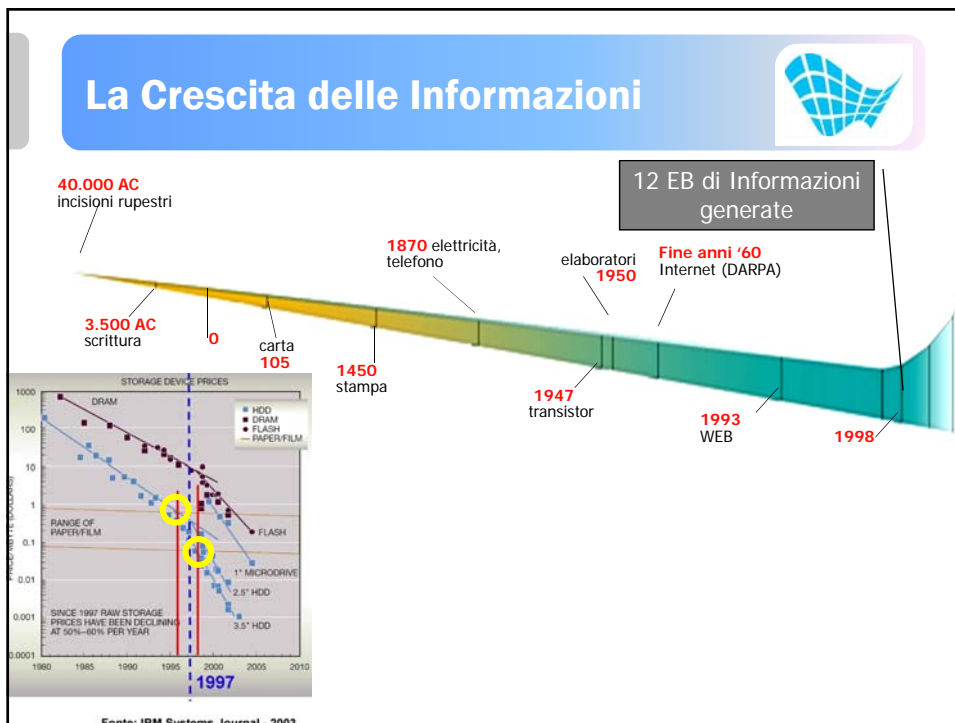 La Crescita delle Informazioni
12 EB di Informazioni
generate
40.000 AC
incisioni rupestri
1870 elettricità,
telefono
elaboratori
1950
Fine anni ‘60
Internet (DARPA)
3.500 AC
scrittura
0
carta
105
1450
stampa
1947
transistor
1993
WEB
1998
STORAGE DEVICE PRICES
1000
100
10
1
0.1
0.01
0.001
0.0001
DRAM
HDD
DRAM
FLASH
PAPER/FILM
RANGE OF
PAPER/FILM
FLASH
1" MICRODRIVE
2.5" HDD
3.5" HDD
SINCE 1997 RAW STORAGE
PRICES HAVE BEEN DECLINING
AT 50%–60% PER YEAR
1980 1985 1990 1995 2000 2005 2010
1997
Fonte: IBM Systems Journal - 2003